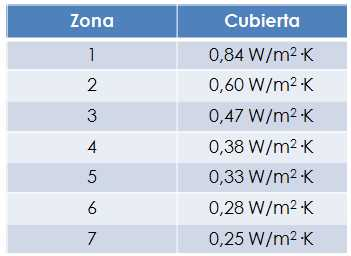 Zona Cubierta
1 0,84 W/m² ·K
2 0,60 W/m² ·K
3 0,47 W/m² ·K
4 0,38 W/m² ·K
5 0,33 W/m² ·K
6 0,28 W/m² ·K
7 0,25 W/m² ·K